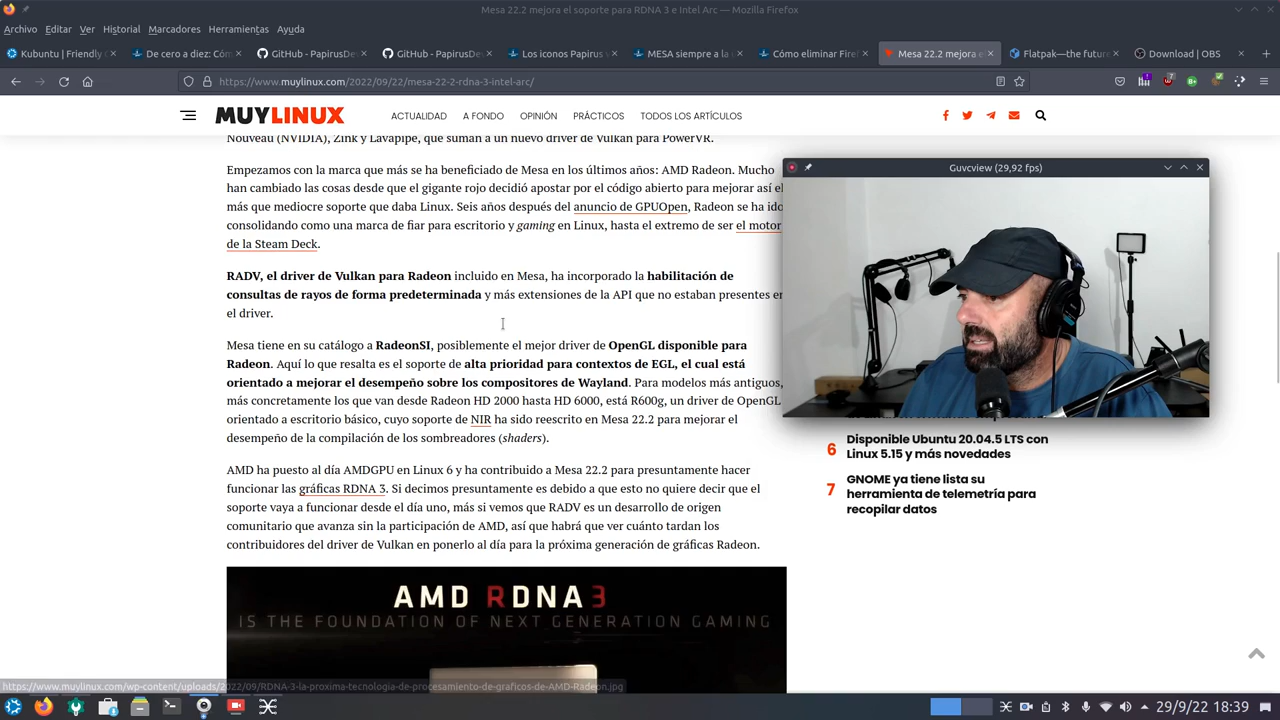 Mesa 22.2 mejora el soporte para RDNA 3 e Intel Arc — Mozilla Firefox
Archivo Editar Ver Historial Marcadores Herramientas Ayuda
Kubuntu | Friendly C
De cero a diez: Cóm
GitHub - PapirusDev
GitHub - PapirusDev
Los iconos Papirus v
MESA siempre a la
Cómo eliminar Firef
Mesa 22.2 mejora e
Flatpak—the future
Download | OBS
https://www.muylinux.com/2022/09/22/mesa-22-2-rdna-3-intel-arc/
MUYLINUX
ACTUALIDAD A FONDO OPINIÓN PRÁCTICOS TODOS LOS ARTÍCULOS
Nouveau (NVIDIA), Zink y Lavapipe, que suman a un nuevo driver de Vulkan para PowerVR.
Empezamos con la marca que más se ha beneficiado de Mesa en los últimos años: AMD Radeon. Mucho
han cambiado las cosas desde que el gigante rojo decidió apostar por el código abierto para mejorar así el
más que mediocre soporte que daba Linux. Seis años después del anuncio de GPUOpen, Radeon se ha ido
consolidando como una marca de fiar para escritorio y gaming en Linux, hasta el extremo de ser el motor
de la Steam Deck.
RADV, el driver de Vulkan para Radeon incluido en Mesa, ha incorporado la habilitación de
consultas de rayos de forma predeterminada y más extensiones de la API que no estaban presentes en
el driver.
Mesa tiene en su catálogo a RadeonSI, posiblemente el mejor driver de OpenGL disponible para
Radeon. Aquí lo que resalta es el soporte de alta prioridad para contextos de EGL, el cual está
orientado a mejorar el desempeño sobre los compositores de Wayland. Para modelos más antiguos,
más concretamente los que van desde Radeon HD 2000 hasta HD 6000, está R600g, un driver de OpenGL
orientado a escritorio básico, cuyo soporte de NIR ha sido reescrito en Mesa 22.2 para mejorar el
desempeño de la compilación de los sombreadores (shaders).
AMD ha puesto al día AMDGPU en Linux 6 y ha contribuido a Mesa 22.2 para presuntamente hacer
funcionar las gráficas RDNA 3. Si decimos presuntamente es debido a que esto no quiere decir que el
soporte vaya a funcionar desde el día uno, más si vemos que RADV es un desarrollo de origen
comunitario que avanza sin la participación de AMD, así que habrá que ver cuánto tardan los
contribuidores del driver de Vulkan en ponerlo al día para la próxima generación de gráficas Radeon.
AMD RDNA3
IS THE FOUNDATION OF NEXT GENERATION GAMING
Guvcview (29,92 fps)
6 Disponible Ubuntu 20.04.5 LTS con
Linux 5.15 y más novedades
7 GNOME ya tiene lista su
herramienta de telemetría para
recopilar datos
https://www.muylinux.com/wp-content/uploads/2022/09/RDNA-3-la-proxima-tecnologia-de-procesamiento-de-graficos-de-AMD-Radeon.jpg
29/9/22 18:39